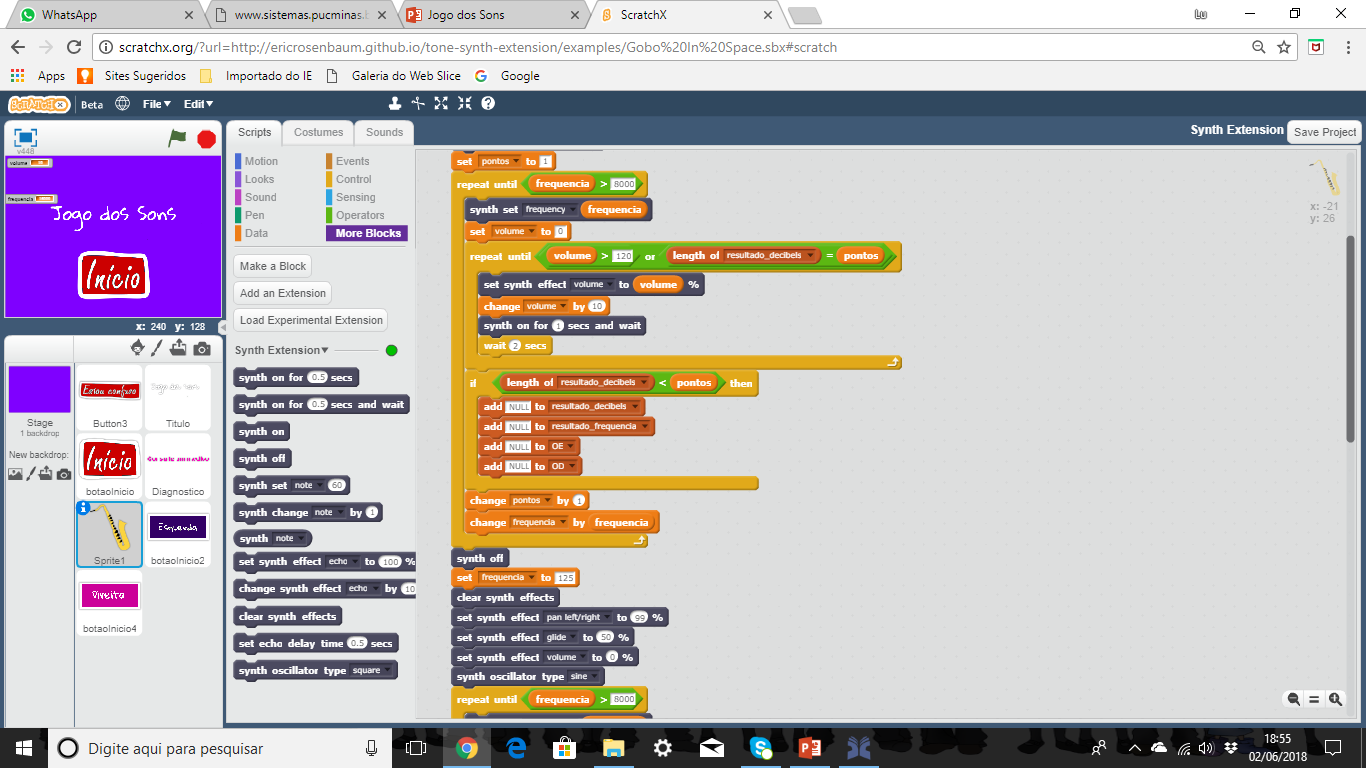 WhatsApp
www.sistemas.pucminas.b
Jogo dos Sons
ScratchX
Lu
scratchx.org/?url=http://ericrosenbaum.github.io/tone-synth-extension/examples/Gobo%20In%20Space.sbx#scratch
Apps
Sites Sugeridos
Importado do IE
Galeria do Web Slice
Google
SCRATCHX
Beta
File
Edit
v448
volume
frequencia
Jogo dos Sons
Início
x: 240 y: 128
Stage
1 backdrop
New backdrop:
Estou confuso
Button3
Titulo
Início
botaoInicio
Diagnostico
Sprite1
Esquerda
botaoInicio2
Direita
botaoInicio4
Scripts
Costumes
Sounds
Synth Extension
Save Project
Motion
Looks
Sound
Pen
Data
Events
Control
Sensing
Operators
More Blocks
Make a Block
Add an Extension
Load Experimental Extension
Synth Extension
synth on for 0.5 secs
synth on for 0.5 secs and wait
synth on
synth off
synth set note 60
synth change note by 1
synth note
set synth effect echo to 100 %
change synth effect echo by 10
clear synth effects
set echo delay time 0.5 secs
synth oscillator type square
set pontos to 1
repeat until frequencia > 8000
synth set frequency frequencia
set volume to 0
repeat until volume > 120 or length of resultado_decibels = pontos
set synth effect volume to volume %
change volume by 10
synth on for 1 secs and wait
wait 2 secs
if length of resultado_decibels < pontos then
add NULL to resultado_decibels
add NULL to resultado_frequencia
add NULL to OE
add NULL to OD
change pontos by 1
change frequencia by frequencia
synth off
set frequencia to 125
clear synth effects
set synth effect pan left/right to 99 %
set synth effect glide to 50 %
set synth effect volume to 0 %
synth oscillator type sine
repeat until frequencia > 8000
x: -21
y: 26
Digite aqui para pesquisar
18:55
02/06/2018